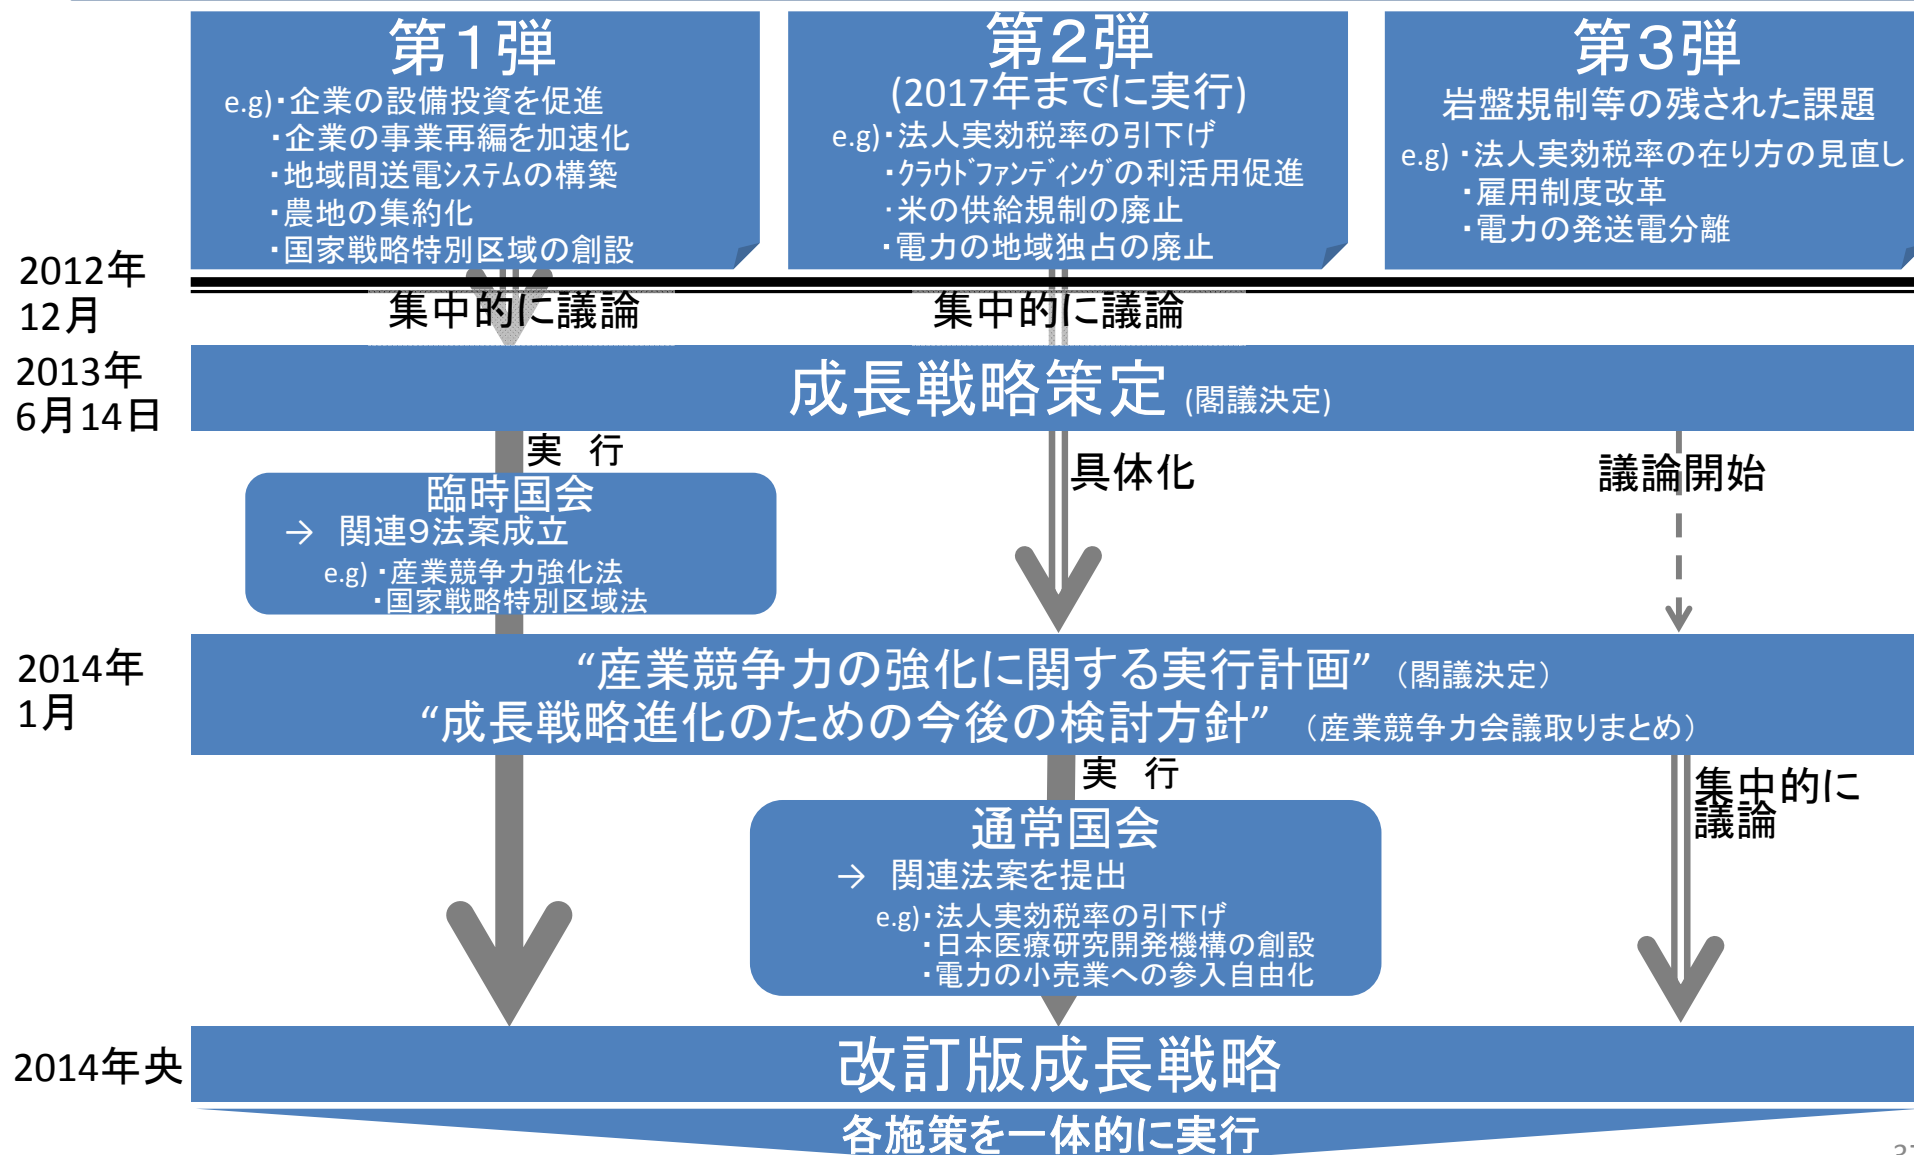 第１弾
e.g)・企業の設備投資を促進
・企業の事業再編を加速化
・地域間送電システムの構築
・農地の集約化
・国家戦略特別区域の創設
第２弾
(2017年までに実行)
e.g)・法人実効税率の引下げ
・クラウドファンディングの利活用促進
・米の供給規制の廃止
・電力の地域独占の廃止
第３弾
岩盤規制等の残された課題
e.g)・法人実効税率の在り方の見直し
・雇用制度改革
・電力の発送電分離
2012年
12月
集中的に議論
集中的に議論
2013年
6月14日
成長戦略策定 (閣議決定)
実　行
具体化
議論開始
臨時国会
→ 関連９法案成立
e.g)・産業競争力強化法
・国家戦略特別区域法
2014年
1月
“産業競争力の強化に関する実行計画”（閣議決定）
“成長戦略進化のための今後の検討方針”（産業競争力会議取りまとめ）
実　行
集中的に
議論
通常国会
→ 関連法案を提出
e.g)・法人実効税率の引下げ
・日本医療研究開発機構の創設
・電力の小売業への参入自由化
2014年央
改訂版成長戦略
各施策を一体的に実行
37